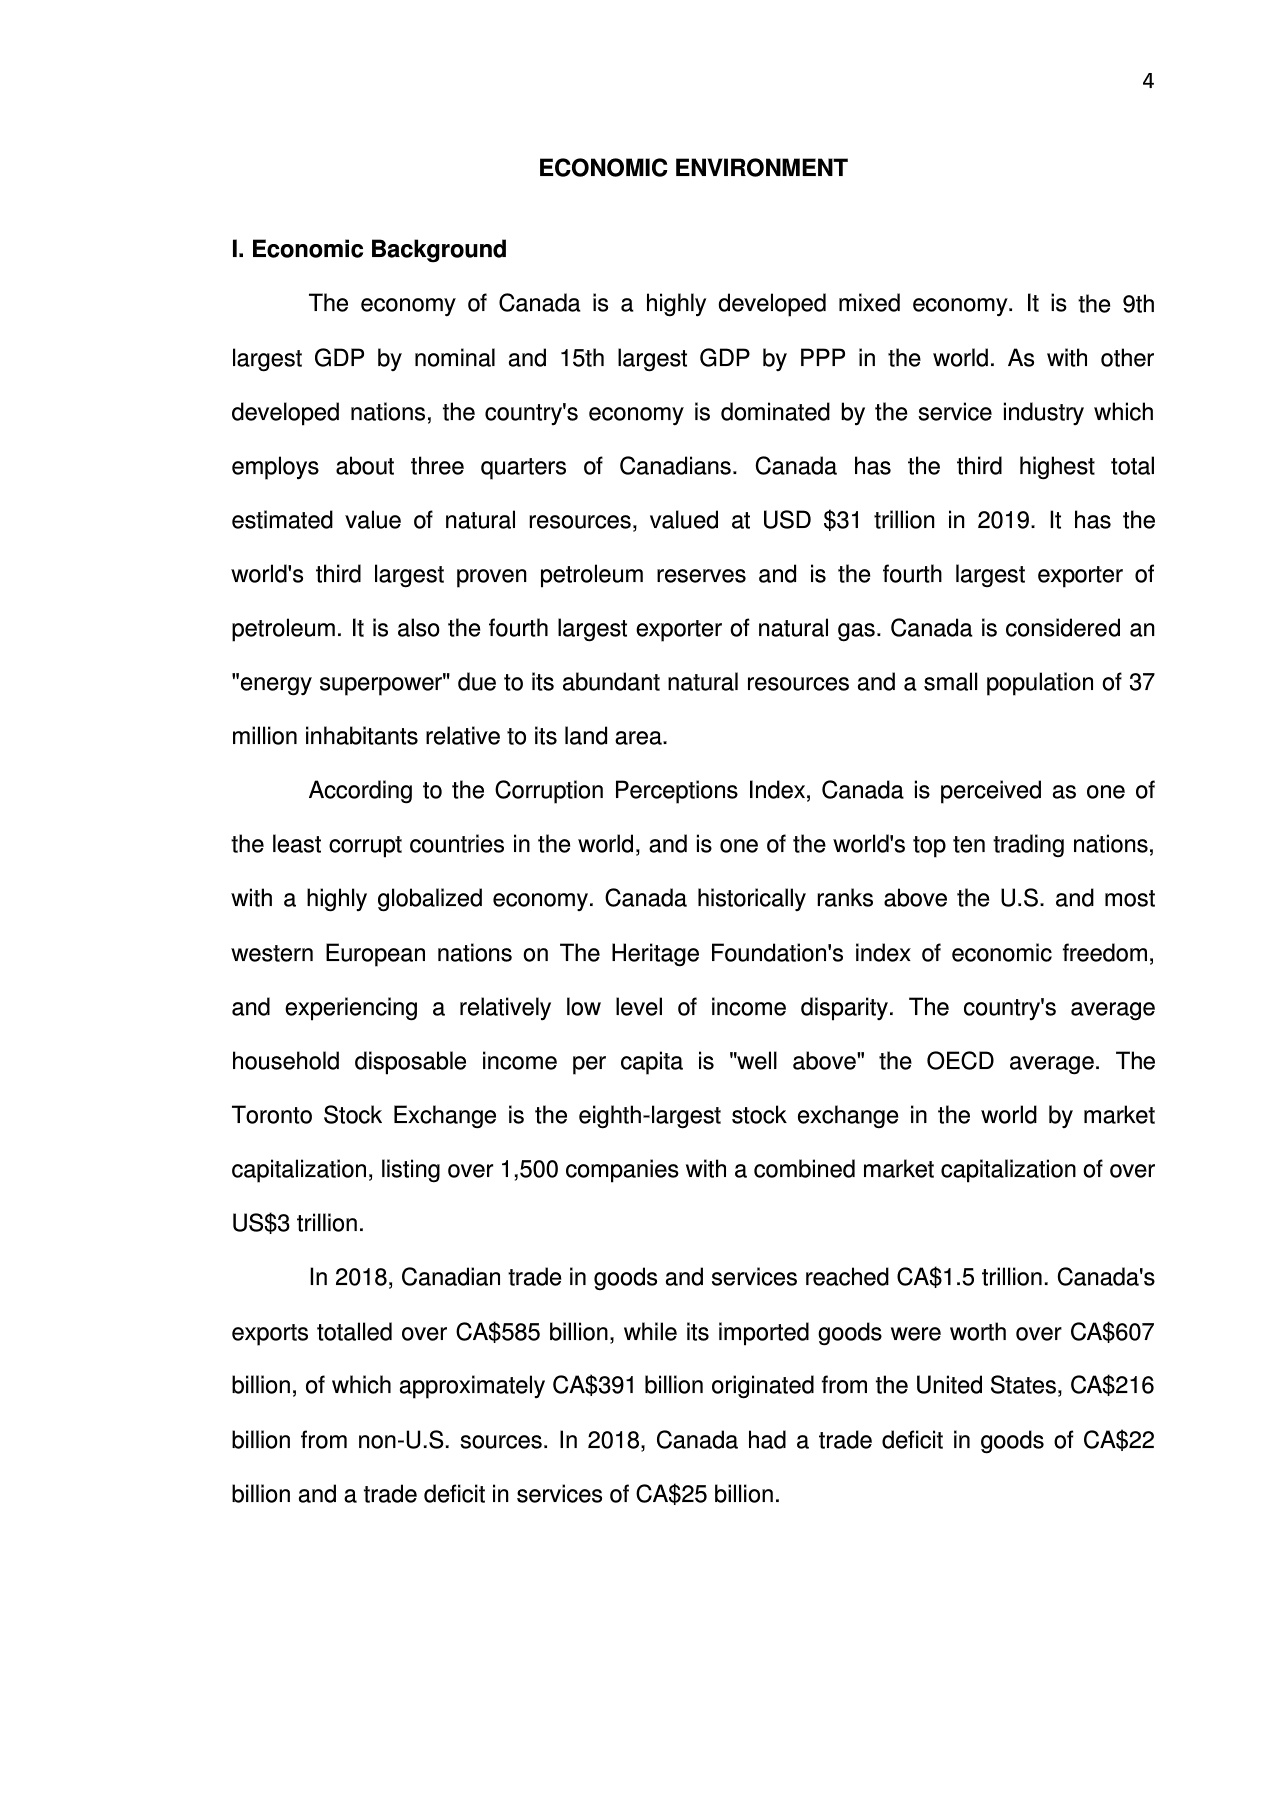 4
ECONOMIC ENVIRONMENT
I. Economic Background
The economy of Canada is a highly developed mixed economy. It is the 9th
largest GDP by nominal and 15th largest GDP by PPP in the world. As with other
developed nations, the country's economy is dominated by the service industry which
employs about three quarters of Canadians. Canada has the third highest total
estimated value of natural resources, valued at USD $31 trillion in 2019. It has the
world's third largest proven petroleum reserves and is the fourth largest exporter of
petroleum. It is also the fourth largest exporter of natural gas. Canada is considered an
"energy superpower" due to its abundant natural resources and a small population of 37
million inhabitants relative to its land area.
According to the Corruption Perceptions Index, Canada is perceived as one of
the least corrupt countries in the world, and is one of the world's top ten trading nations,
with a highly globalized economy. Canada historically ranks above the U.S. and most
western European nations on The Heritage Foundation's index of economic freedom,
and experiencing a relatively low level of income disparity. The country's average
household disposable income per capita is "well above" the OECD average. The
Toronto Stock Exchange is the eighth-largest stock exchange in the world by market
capitalization, listing over 1,500 companies with a combined market capitalization of over
US$3 trillion.
In 2018, Canadian trade in goods and services reached CA$1.5 trillion. Canada's
exports totalled over CA$585 billion, while its imported goods were worth over CA$607
billion, of which approximately CA$391 billion originated from the United States, CA$216
billion from non-U.S. sources. In 2018, Canada had a trade deficit in goods of CA$22
billion and a trade deficit in services of CA$25 billion.